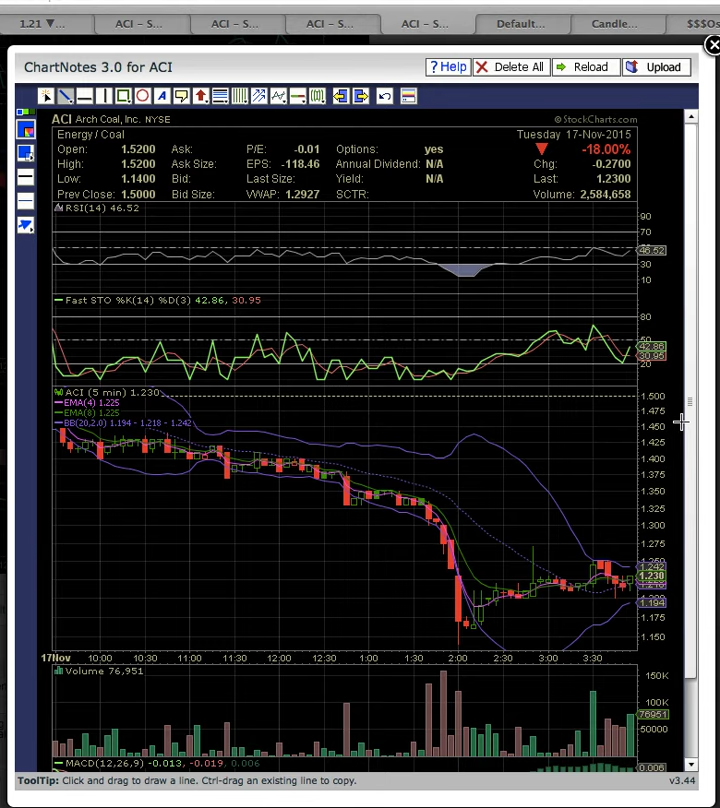 1.21 ▼... ACI - S... ACI - S... ACI - S... ACI - S... Default... Candle... $$$Os
ChartNotes 3.0 for ACI ? Help Delete All Reload Upload
ACI Arch Coal, Inc. NYSE © StockCharts.com
Energy / Coal Tuesday 17-Nov-2015
Open: 1.5200 Ask: P/E: -0.01 Options: yes -18.00%
High: 1.5200 Ask Size: EPS: -118.46 Annual Dividend: N/A Chg: -0.2700
Low: 1.1400 Bid: Last Size: Yield: N/A Last: 1.2300
Prev Close: 1.5000 Bid Size: VWAP: 1.2927 SCTR: Volume: 2,584,658
RSI(14) 46.52
90
70
46.52
30
10
Fast STO %K(14) %D(3) 42.86, 30.95
80
50
42.86
30.95
20
ACI (5 min) 1.230
EMA(4) 1.225
EMA(8) 1.225
BB(20,2.0) 1.194 - 1.218 - 1.242
1.500
1.475
1.450
1.425
1.400
1.375
1.350
1.325
1.300
1.275
1.250
1.242
1.230
1.200
1.194
1.175
1.150
17Nov 10:00 10:30 11:00 11:30 12:00 12:30 1:00 1:30 2:00 2:30 3:00 3:30
Volume 76,951
150K
100K
76951
50000
MACD(12,26,9) -0.013, -0.019, 0.006
0.006
ToolTip: Click and drag to draw a line. Ctrl-drag an existing line to copy. v3.44